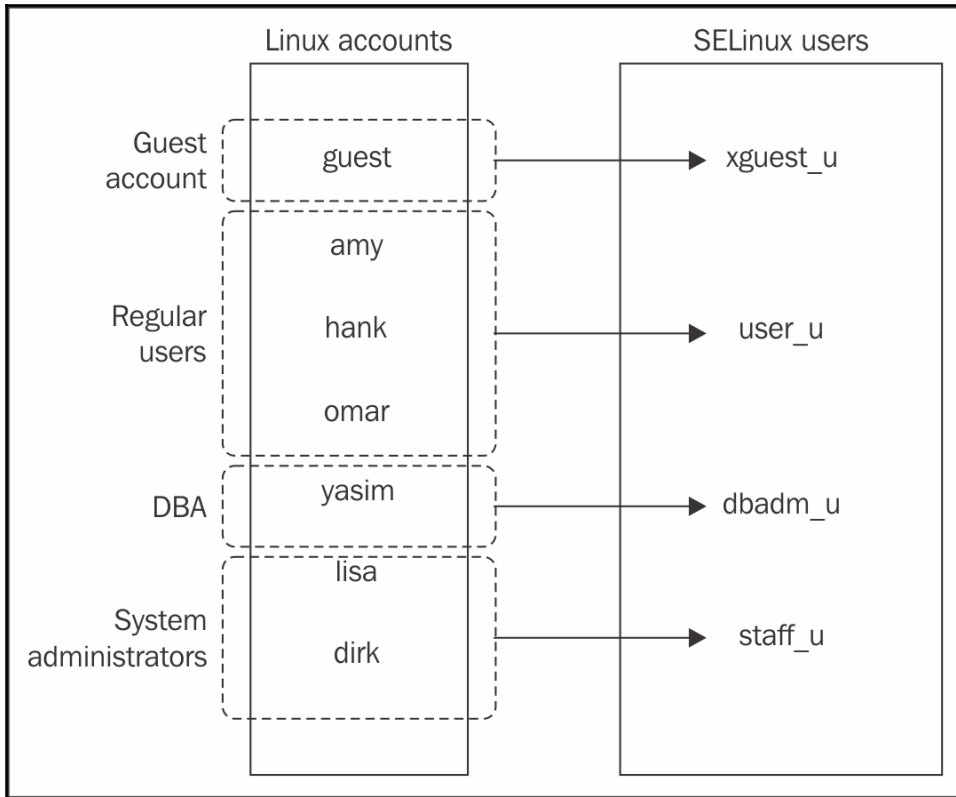 Linux accounts
SELinux users
Guest
account
guest
xguest_u
amy
Regular
users
hank
user_u
omar
DBA
yasim
dbadm_u
lisa
System
administrators
dirk
staff_u